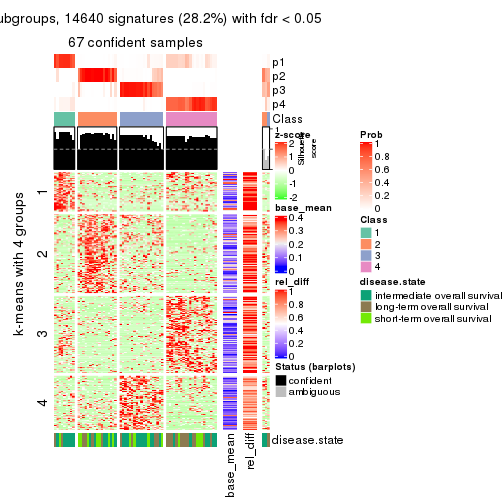 ubgroups, 14640 signatures (28.2%) with fdr < 0.05
67 confident samples
p1
p2
p3
p4
Class
1
Silhouette
score
k-means with 4 groups
1
2
3
4
base_mean
rel_diff
disease.state
z-score
2
1
0
-1
-2
base_mean
0.4
0.3
0.2
0.1
0
rel_diff
1
0.8
0.6
0.4
0.2
0
Status (barplots)
confident
ambiguous
Prob
1
0.8
0.6
0.4
0.2
0
Class
1
2
3
4
disease.state
intermediate overall survival
long-term overall survival
short-term overall survival